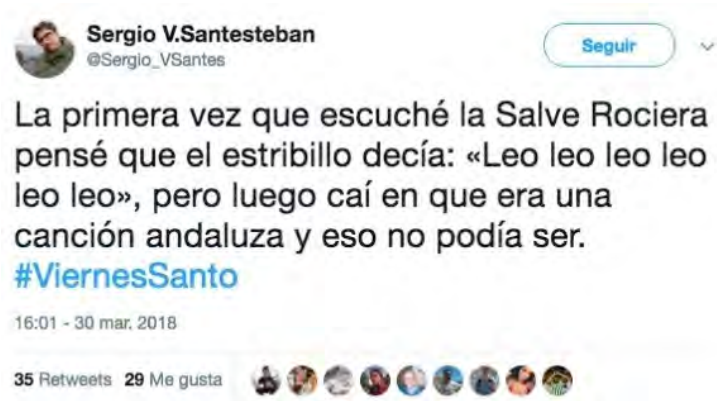 Sergio V.Santesteban
@Sergio_VSantes
Seguir
La primera vez que escuché la Salve Rociera
pensé que el estribillo decía: «Leo leo leo leo
leo leo», pero luego caí en que era una
canción andaluza y eso no podía ser.
#ViernesSanto
16:01 - 30 mar. 2018
35 Retweets 29 Me gusta